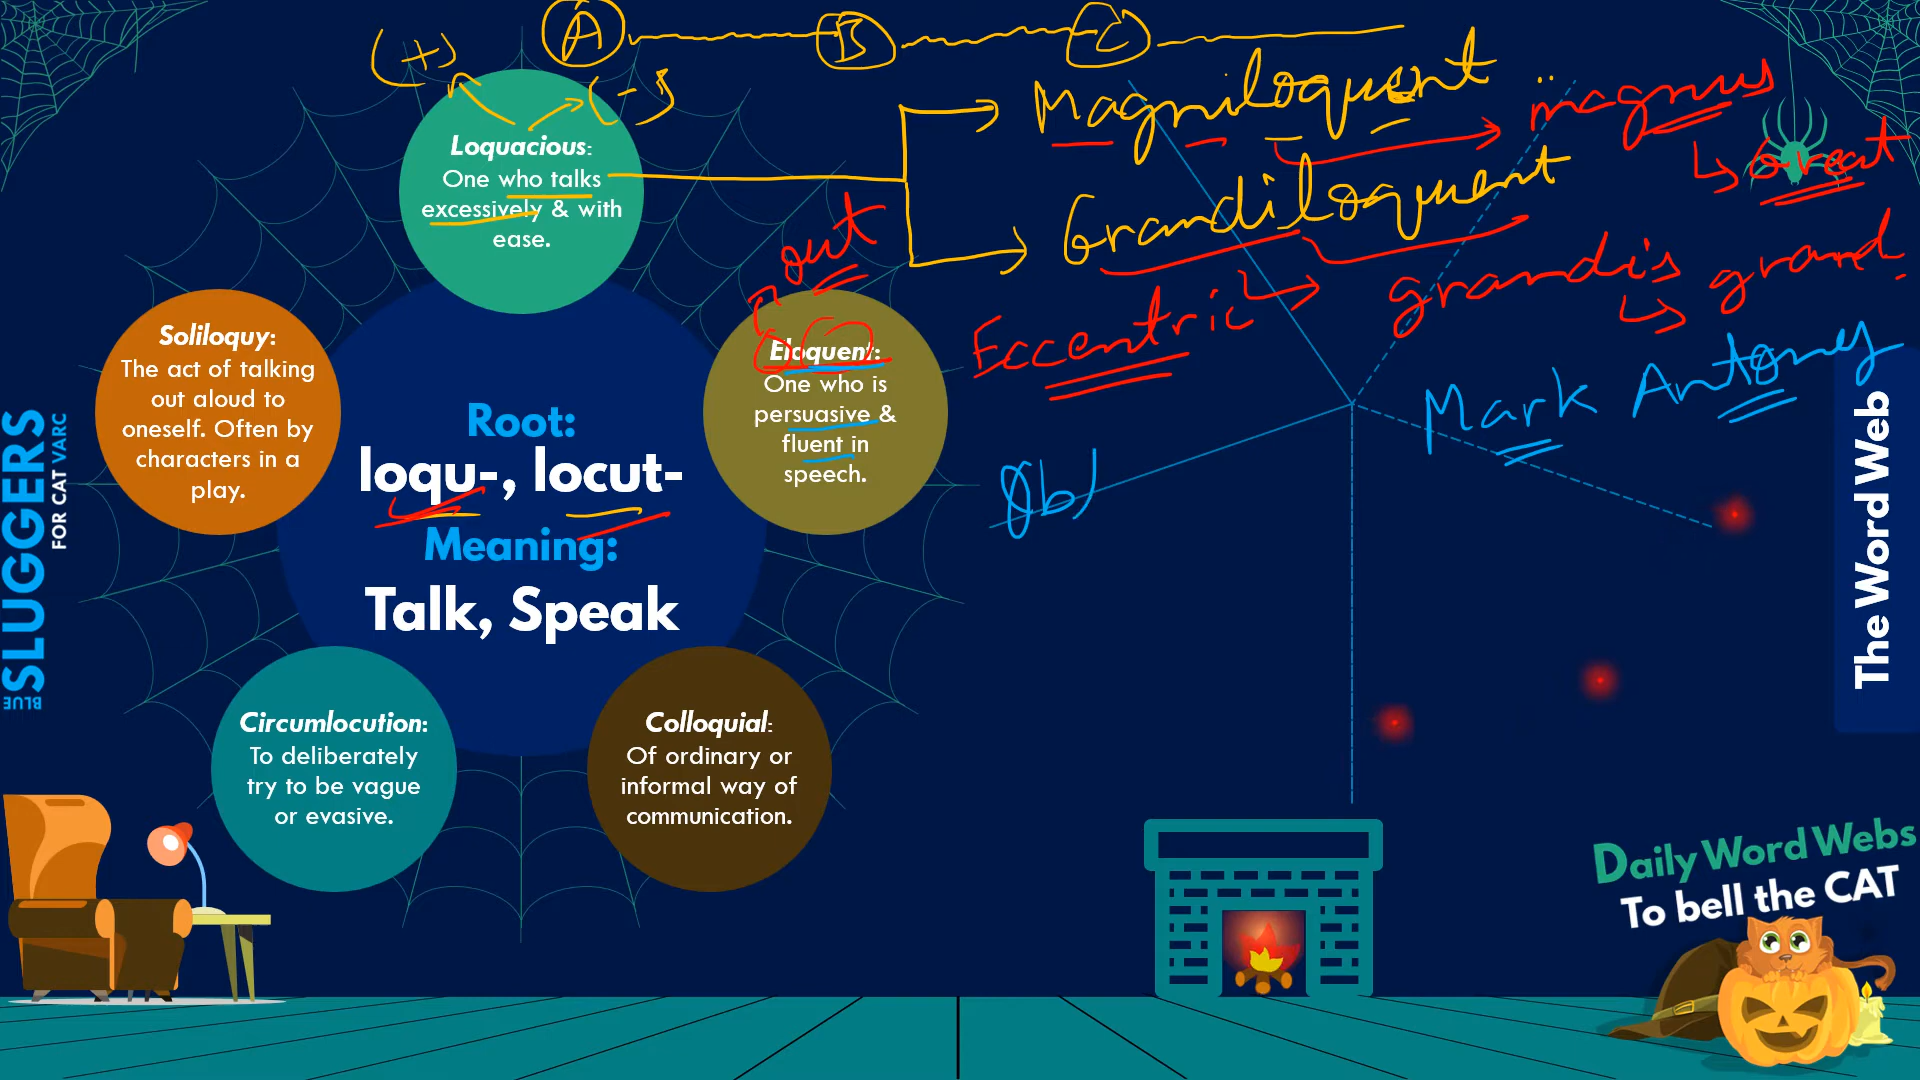 (+)
A
B
C
Magniloquent
magnus
Great
Loquacious:
One who talks
excessively & with
ease.
(-)
Grandiloquent
grandis
grand
out
Eccentric
Soliloquy:
The act of talking
out aloud to
oneself. Often by
characters in a
play.
Eloquent:
One who is
persuasive &
fluent in
speech.
Mark Antony
Root:
loqu-, locut-
Meaning:
Talk, Speak
BLUE SLUGGERS
FOR CAT VARC
The Word Web
Circumlocution:
To deliberately
try to be vague
or evasive.
Colloquial:
Of ordinary or
informal way of
communication.
Daily Word Webs
To bell the CAT